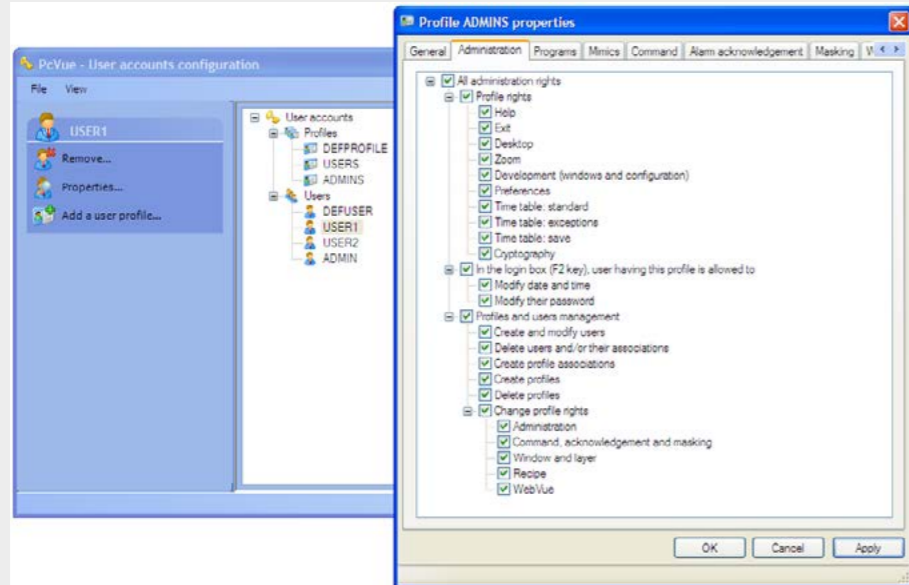 PcVue - User accounts configuration
File View
USER1
Remove...
Properties...
Add a user profile...
User accounts
Profiles
DEFPROFILE
USERS
ADMINS
Users
DEFUSER
USER1
USER2
ADMIN
Profile ADMINS properties
General Administration Programs Mimics Command Alarm acknowledgement Masking
All administration rights
Profile rights
Help
Exit
Desktop
Zoom
Development (windows and configuration)
Preferences
Time table: standard
Time table: exceptions
Time table: save
Cryptography
In the login box (F2 key), user having this profile is allowed to
Modify date and time
Modify their password
Profiles and users management
Create and modify users
Delete users and/or their associations
Create profile associations
Create profiles
Delete profiles
Change profile rights
Administration
Command, acknowledgement and masking
Window and layer
Recipe
WebVue
OK Cancel Apply